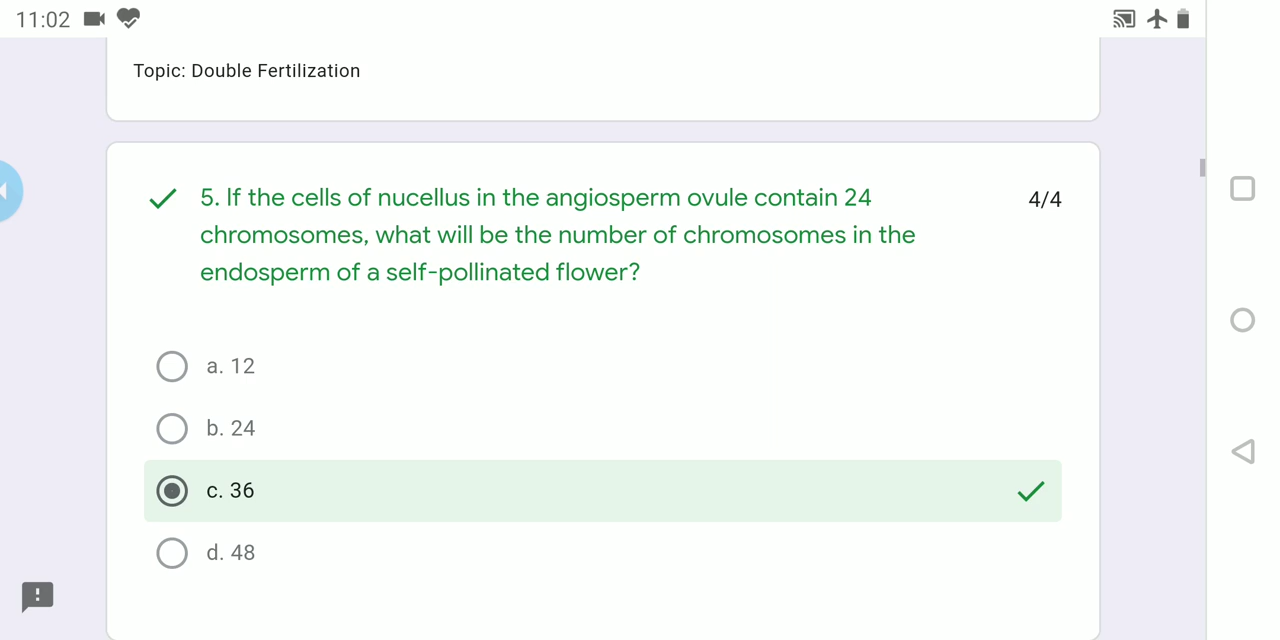 11:02
Topic: Double Fertilization
5. If the cells of nucellus in the angiosperm ovule contain 24
4/4
chromosomes, what will be the number of chromosomes in the
endosperm of a self-pollinated flower?
a. 12
b. 24
c. 36
d. 48